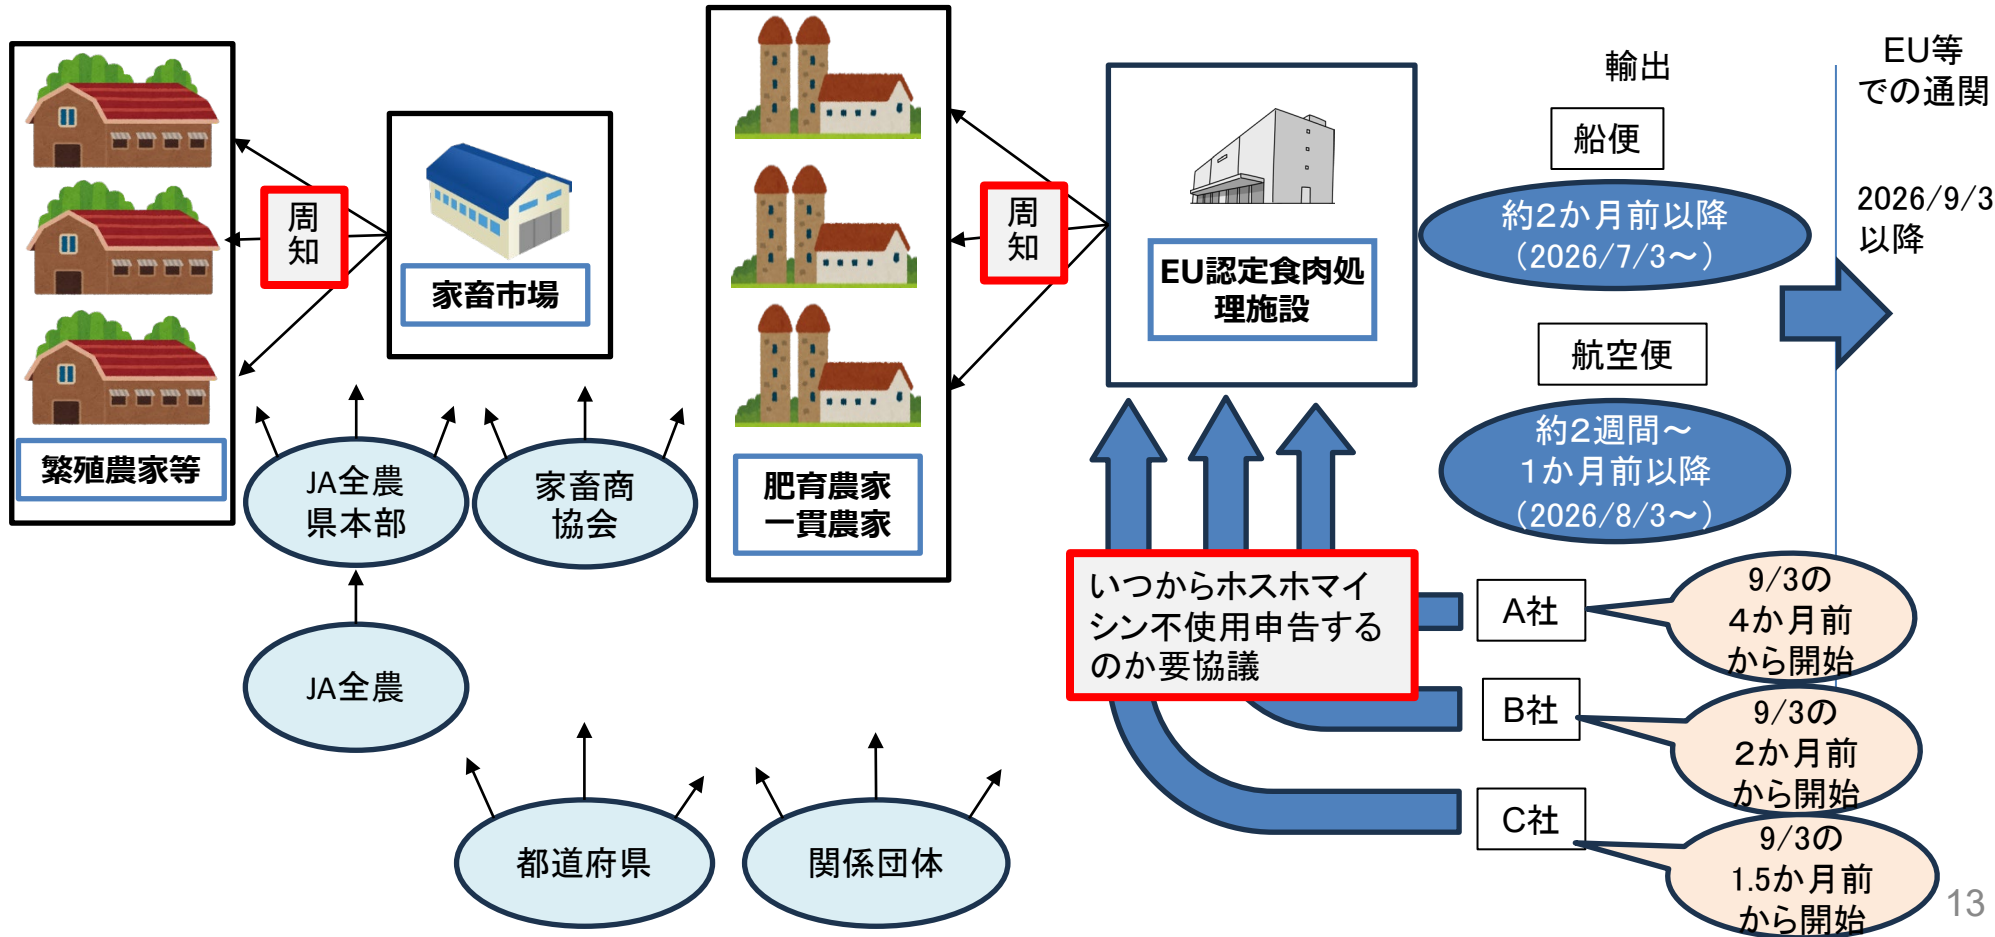 繁殖農家等
周
知
家畜市場
JA全農
県本部
家畜商
協会
JA全農
都道府県
関係団体
肥育農家
一貫農家
周
知
EU認定食肉処
理施設
いつからホスホマイ
シン不使用申告する
のか要協議
輸出
船便
約2か月前以降
（2026/7/3～）
航空便
約2週間～
1か月前以降
（2026/8/3～）
EU等
での通関
2026/9/3
以降
A社
9/3の
4か月前
から開始
B社
9/3の
2か月前
から開始
C社
9/3の
1.5か月前
から開始
13